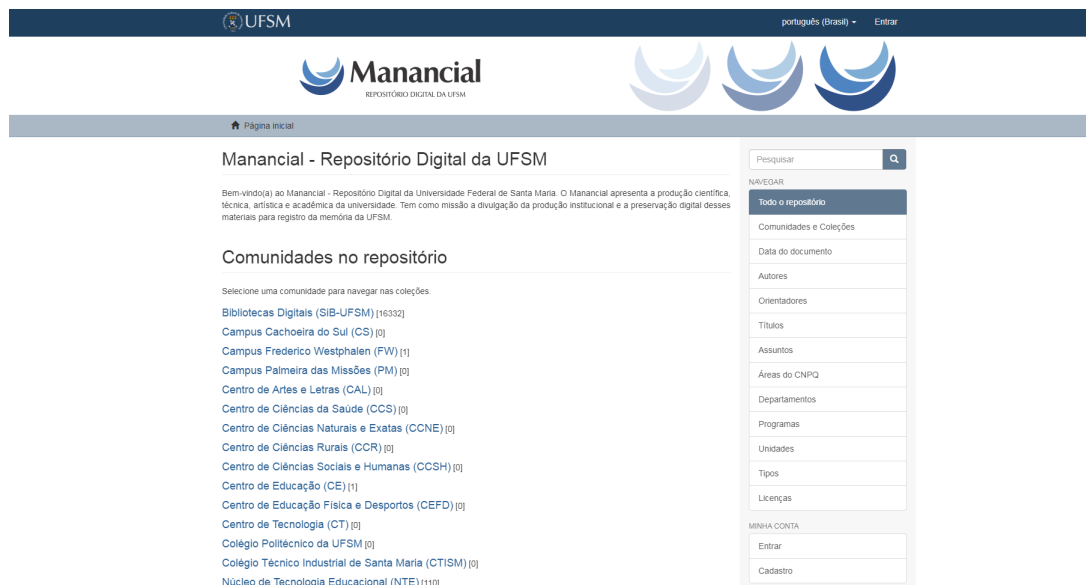 UFSM
português (Brasil)
Entrar
Manancial
REPOSITÓRIO DIGITAL DA UFSM
Página inicial
Manancial - Repositório Digital da UFSM
Bem-vindo(a) ao Manancial - Repositório Digital da Universidade Federal de Santa Maria. O Manancial apresenta a produção científica,
técnica, artística e acadêmica da universidade. Tem como missão a divulgação da produção institucional e a preservação digital desses
materiais para registro da memória da UFSM.
Comunidades no repositório
Selecione uma comunidade para navegar nas coleções.
Bibliotecas Digitais (SiB-UFSM) [16332]
Campus Cachoeira do Sul (CS) [0]
Campus Frederico Westphalen (FW) [1]
Campus Palmeira das Missões (PM) [0]
Centro de Artes e Letras (CAL) [0]
Centro de Ciências da Saúde (CCS) [0]
Centro de Ciências Naturais e Exatas (CCNE) [0]
Centro de Ciências Rurais (CCR) [0]
Centro de Ciências Sociais e Humanas (CCSH) [0]
Centro de Educação (CE) [1]
Centro de Educação Física e Desportos (CEFD) [0]
Centro de Tecnologia (CT) [0]
Colégio Politécnico da UFSM [0]
Colégio Técnico Industrial de Santa Maria (CTISM) [0]
Núcleo de Tecnologia Educacional (NTE) [110]
Pesquisar
NAVEGAR
Todo o repositório
Comunidades e Coleções
Data do documento
Autores
Orientadores
Títulos
Assuntos
Áreas do CNPQ
Departamentos
Programas
Unidades
Tipos
Licenças
MINHA CONTA
Entrar
Cadastro